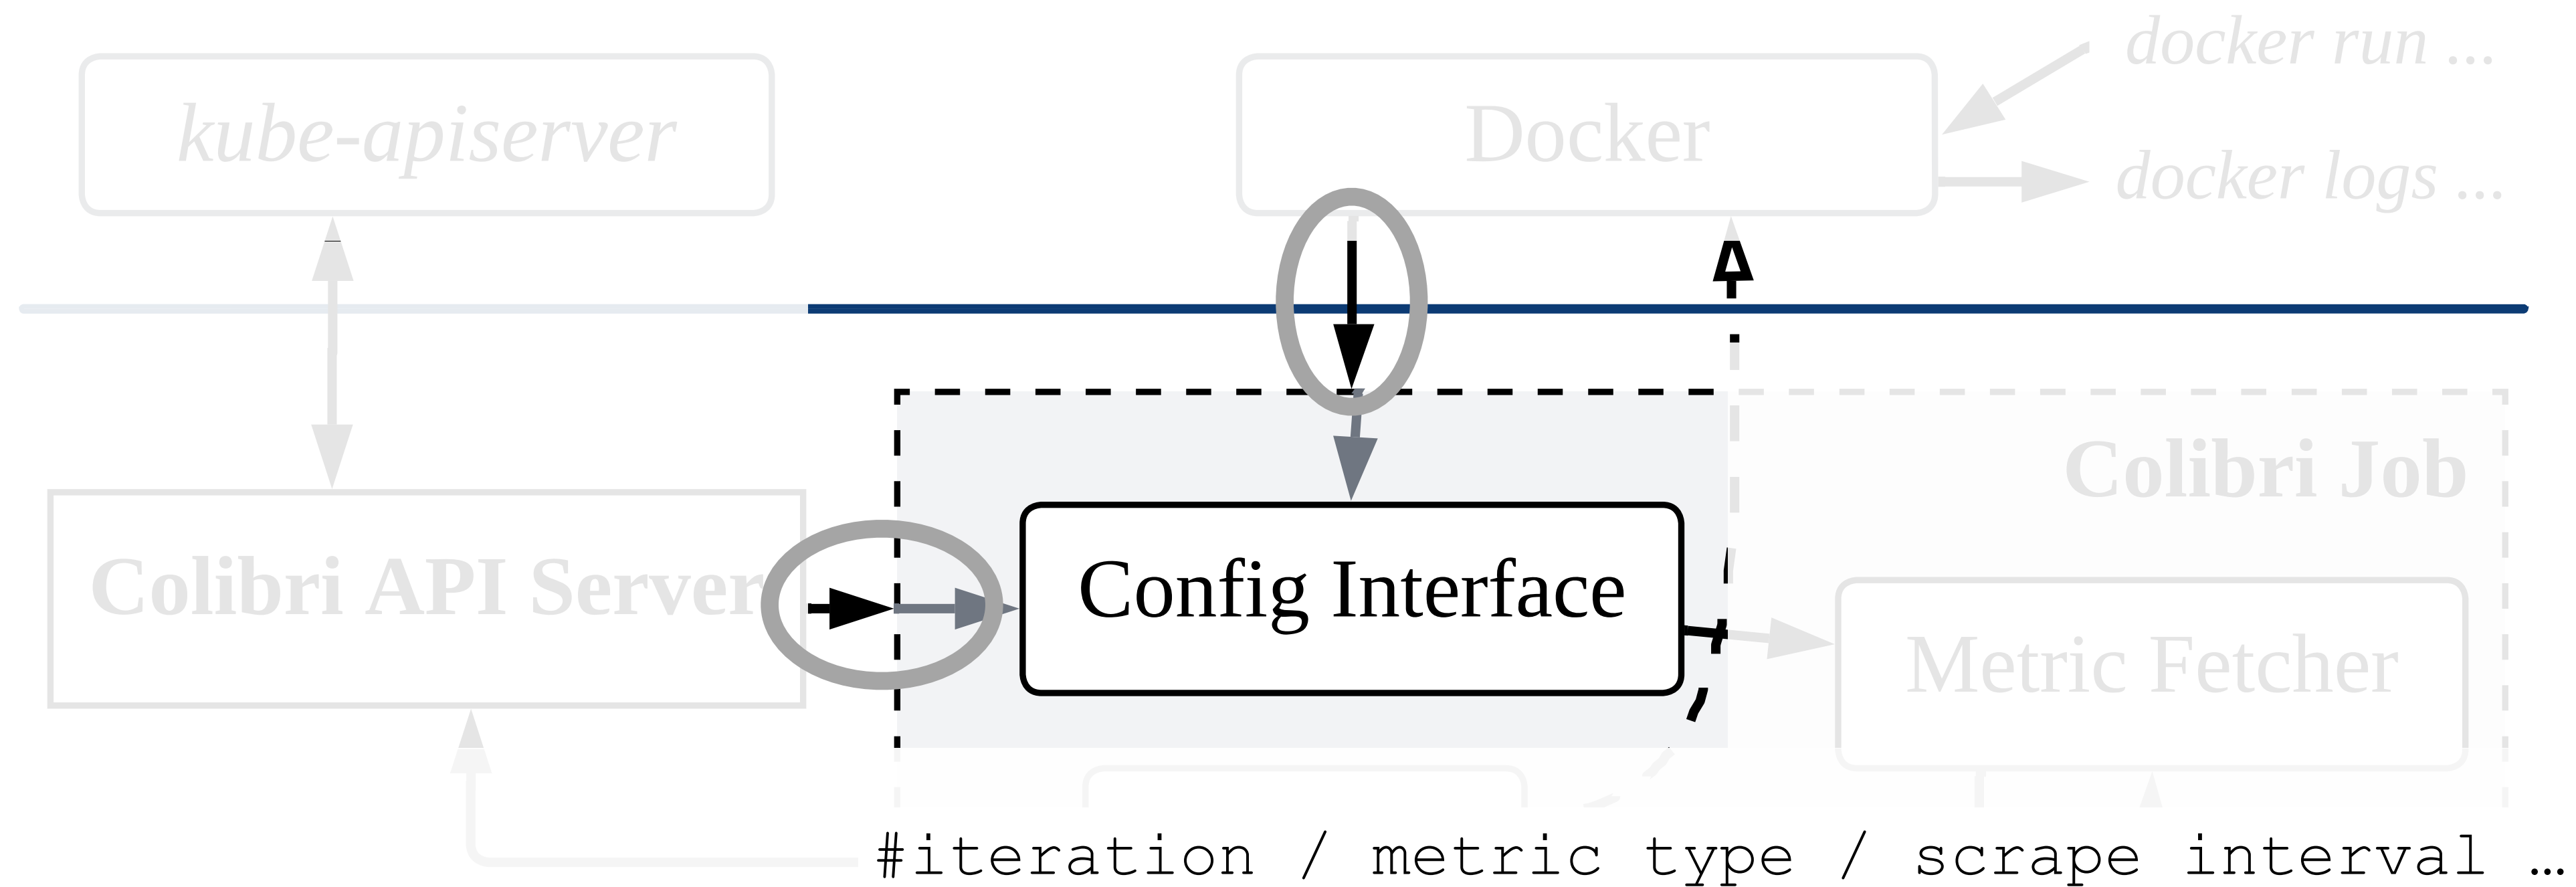 docker run ...
kube-apiserver
Docker
docker logs ...
Colibri Job
Colibri API Server
Config Interface
Metric Fetcher
#iteration / metric type / scrape interval …